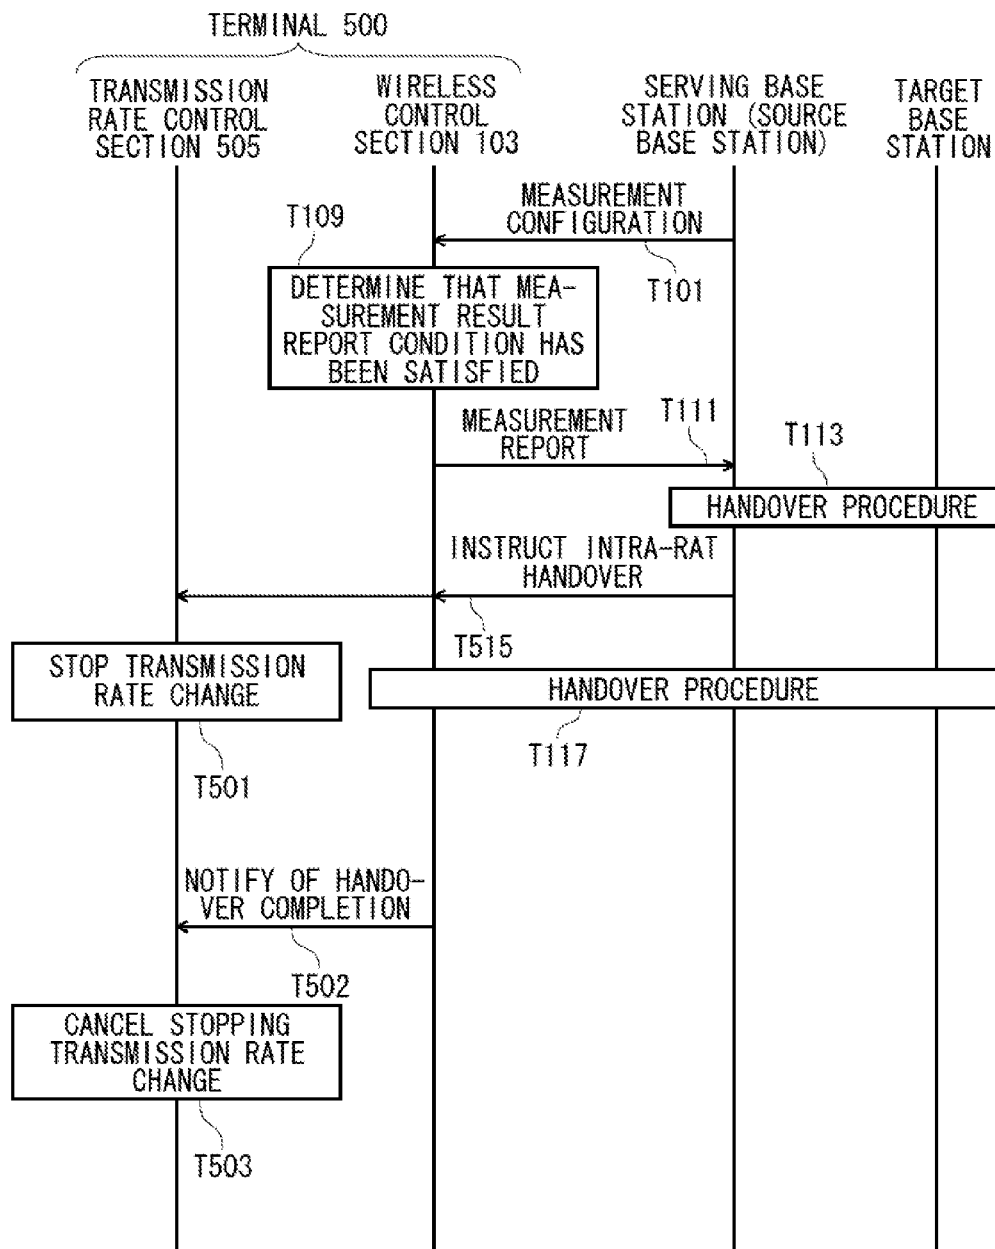 TERMINAL 500
TRANSMISSION
RATE CONTROL
SECTION 505
WIRELESS
CONTROL
SECTION 103
SERVING BASE
STATION (SOURCE
BASE STATION)
TARGET
BASE
STATION
MEASUREMENT
CONFIGURATION
T101
T109
DETERMINE THAT MEA-
SUREMENT RESULT
REPORT CONDITION HAS
BEEN SATISFIED
MEASUREMENT
REPORT
T111
T113
HANDOVER PROCEDURE
INSTRUCT INTRA-RAT
HANDOVER
T515
STOP TRANSMISSION
RATE CHANGE
T501
HANDOVER PROCEDURE
T117
NOTIFY OF HANDO-
VER COMPLETION
T502
CANCEL STOPPING
TRANSMISSION RATE
CHANGE
T503